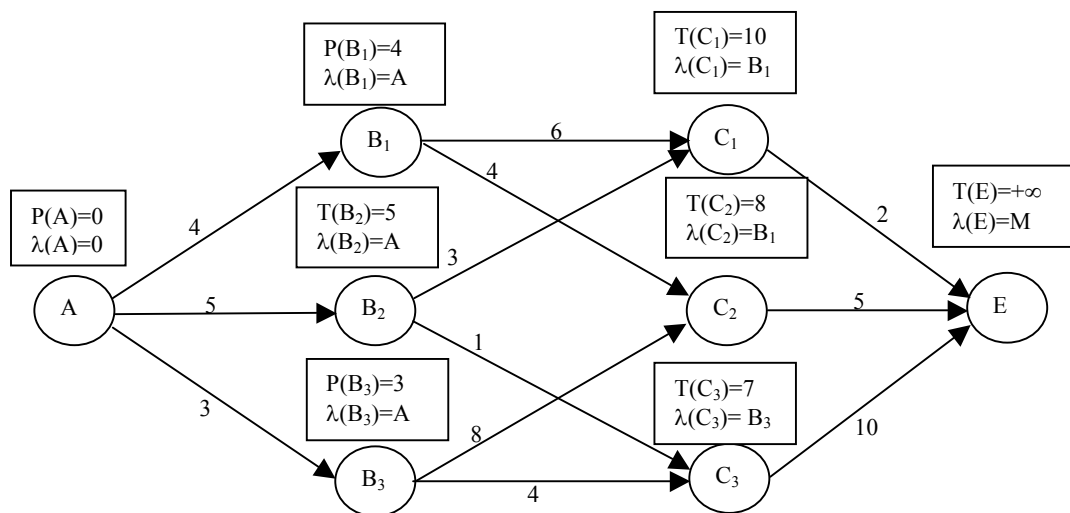 P(B₁)=4
λ(B₁)=A
T(C₁)=10
λ(C₁)= B₁
B₁
6
C₁
4
P(A)=0
λ(A)=0
4
T(B₂)=5
λ(B₂)=A
3
T(C₂)=8
λ(C₂)=B₁
2
T(E)=+∞
λ(E)=M
A
5
B₂
C₂
5
E
1
3
P(B₃)=3
λ(B₃)=A
8
T(C₃)=7
λ(C₃)= B₃
10
B₃
4
C₃